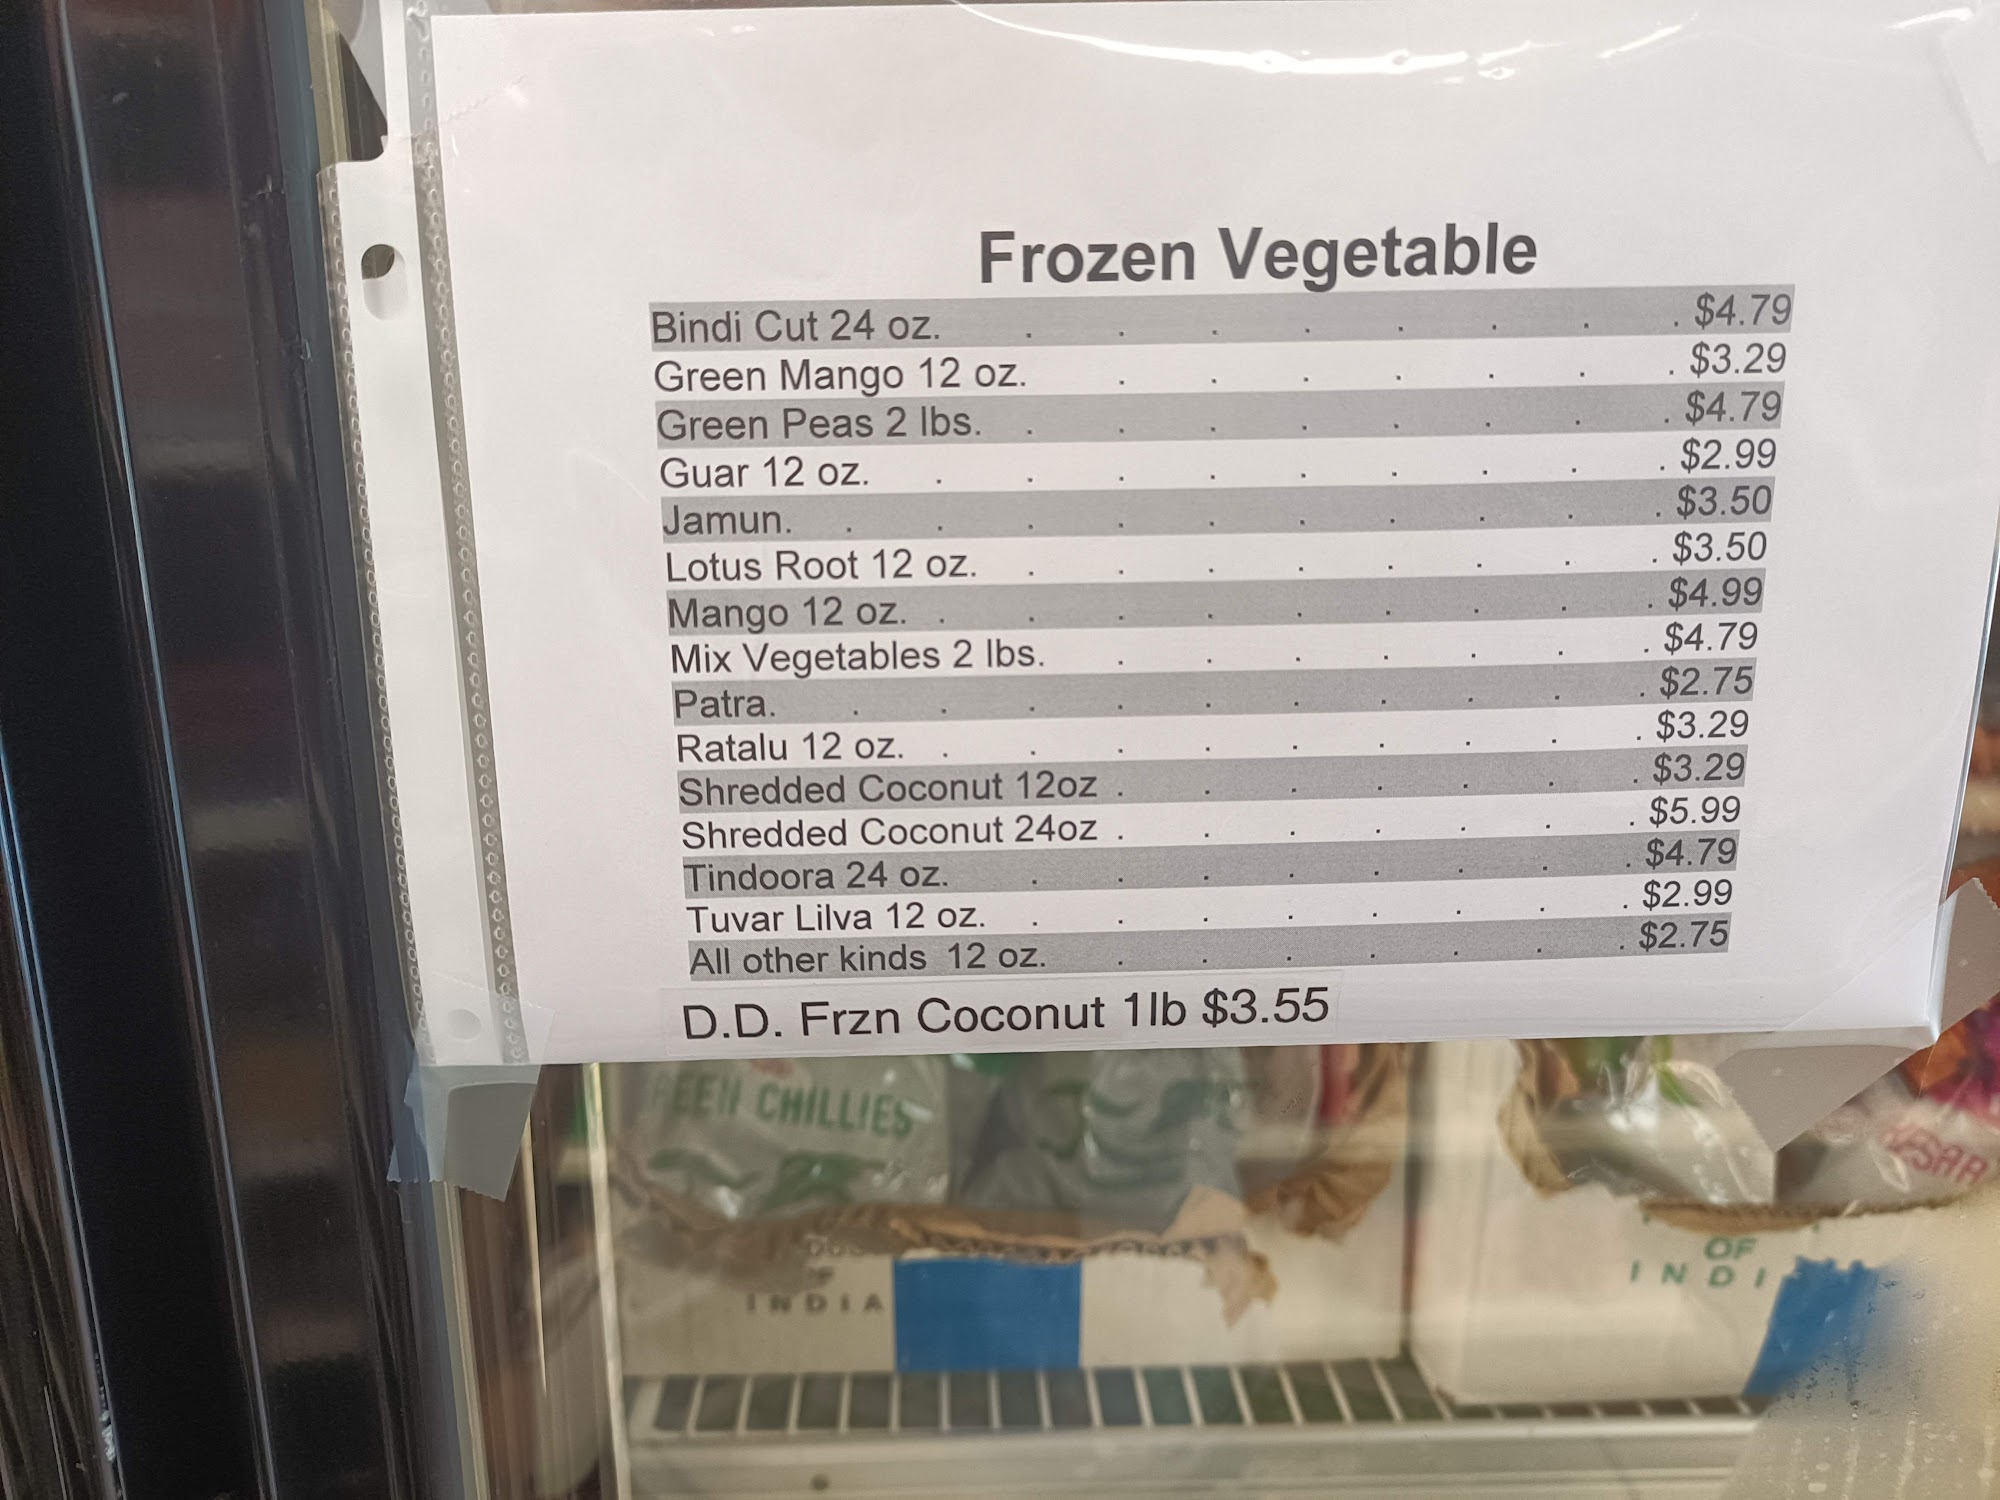 Frozen Vegetable
Bindi Cut 24 oz. . . . . . . . . $4.79
Green Mango 12 oz. . . . . . . . $3.29
Green Peas 2 lbs. . . . . . . . . $4.79
Guar 12 oz. . . . . . . . . . $2.99
Jamun. . . . . . . . . . . $3.50
Lotus Root 12 oz. . . . . . . . . $3.50
Mango 12 oz. . . . . . . . . . $4.99
Mix Vegetables 2 lbs. . . . . . . . $4.79
Patra. . . . . . . . . . . $2.75
Ratalu 12 oz. . . . . . . . . . $3.29
Shredded Coconut 12oz . . . . . . . $3.29
Shredded Coconut 24oz . . . . . . . $5.99
Tindoora 24 oz. . . . . . . . . $4.79
Tuvar Lilva 12 oz. . . . . . . . . $2.99
All other kinds 12 oz. . . . . . . . $2.75
D.D. Frzn Coconut 1lb $3.55
CHILLIES
OF
INDIA
OF
INDI